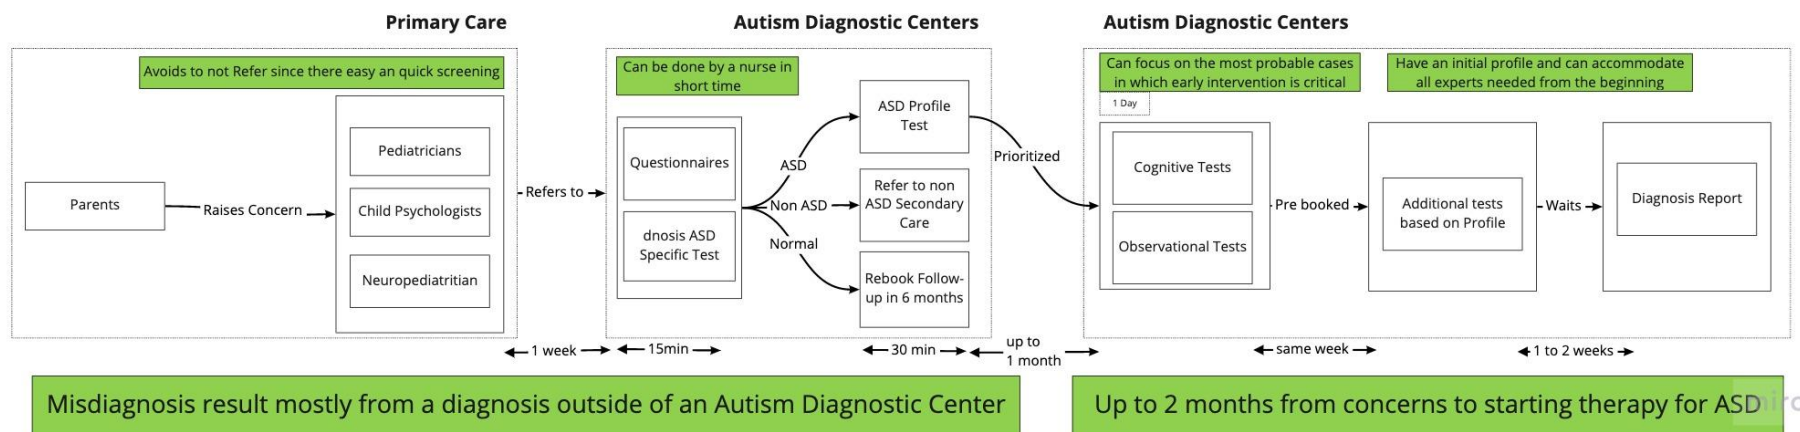 Primary Care
Autism Diagnostic Centers
Autism Diagnostic Centers
Avoids to not Refer since there easy an quick screening
Parents
Raises Concern
Pediatricians
Child Psychologists
Neuropediatritian
Refers to
Can be done by a nurse in
short time
Questionnaires
dnosis ASD
Specific Test
ASD
Non ASD
Normal
ASD Profile
Test
Refer to non
ASD Secondary
Care
Rebook Follow-
up in 6 months
Prioritized
Can focus on the most probable cases
in which early intervention is critical
1 Day
Cognitive Tests
Observational Tests
Pre booked
Have an initial profile and can accommodate
all experts needed from the beginning
Additional tests
based on Profile
Waits
Diagnosis Report
1 week
15min
30 min
up to
1 month
same week
1 to 2 weeks
Misdiagnosis result mostly from a diagnosis outside of an Autism Diagnostic Center
Up to 2 months from concerns to starting therapy for ASD